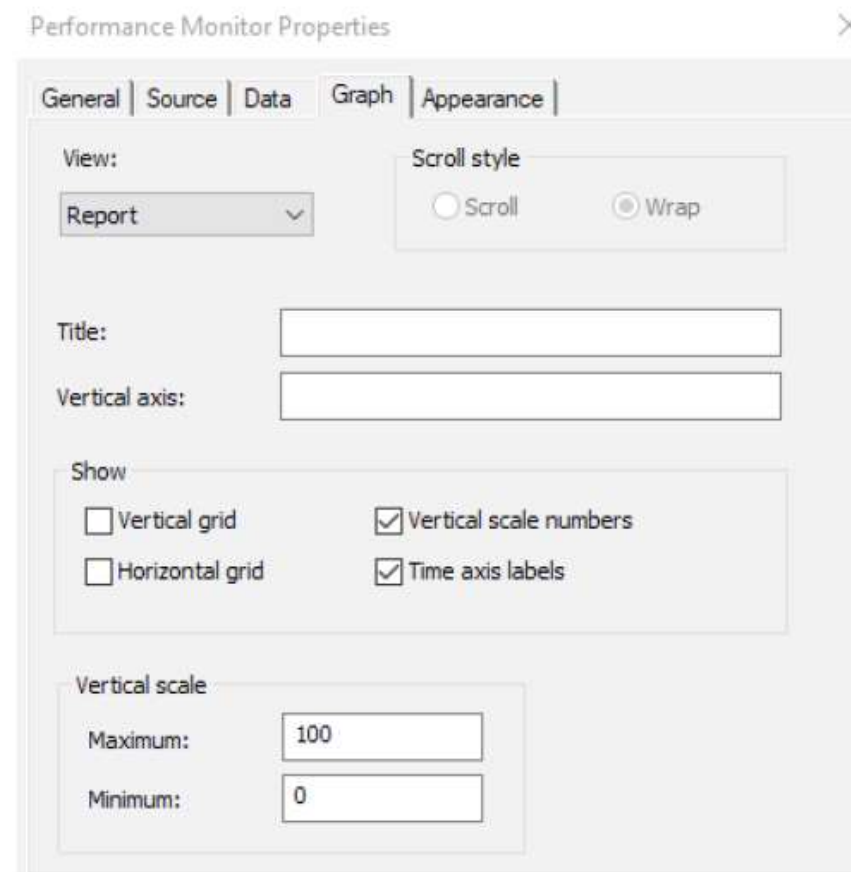 Performance Monitor Properties
General Source Data Graph Appearance
View:
Report
Scroll style
Scroll Wrap
Title:
Vertical axis:
Show
Vertical grid
Vertical scale numbers
Horizontal grid
Time axis labels
Vertical scale
Maximum: 100
Minimum: 0